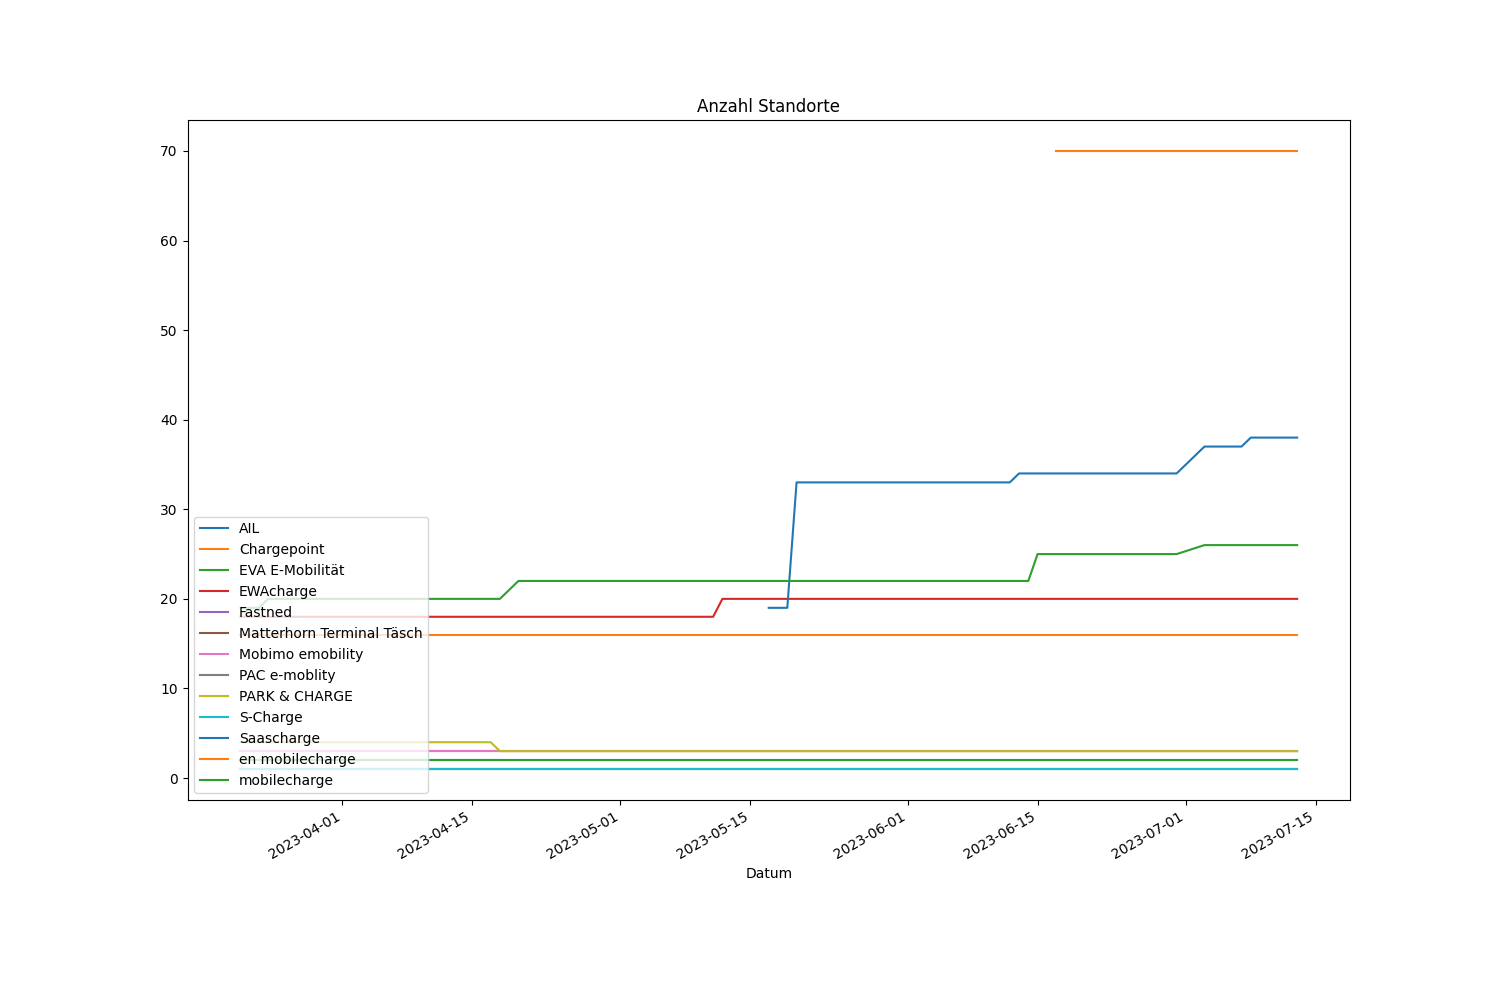 Anzahl Standorte
70
60
50
40
30
20
10
0
AIL
Chargepoint
EVA E-Mobilität
EWAcharge
Fastned
Matterhorn Terminal Täsch
Mobimo emobility
PAC e-moblity
PARK & CHARGE
S-Charge
Saascharge
en mobilecharge
mobilecharge
2023-04-01
2023-04-15
2023-05-01
2023-05-15
2023-06-01
2023-06-15
2023-07-01
2023-07-15
Datum